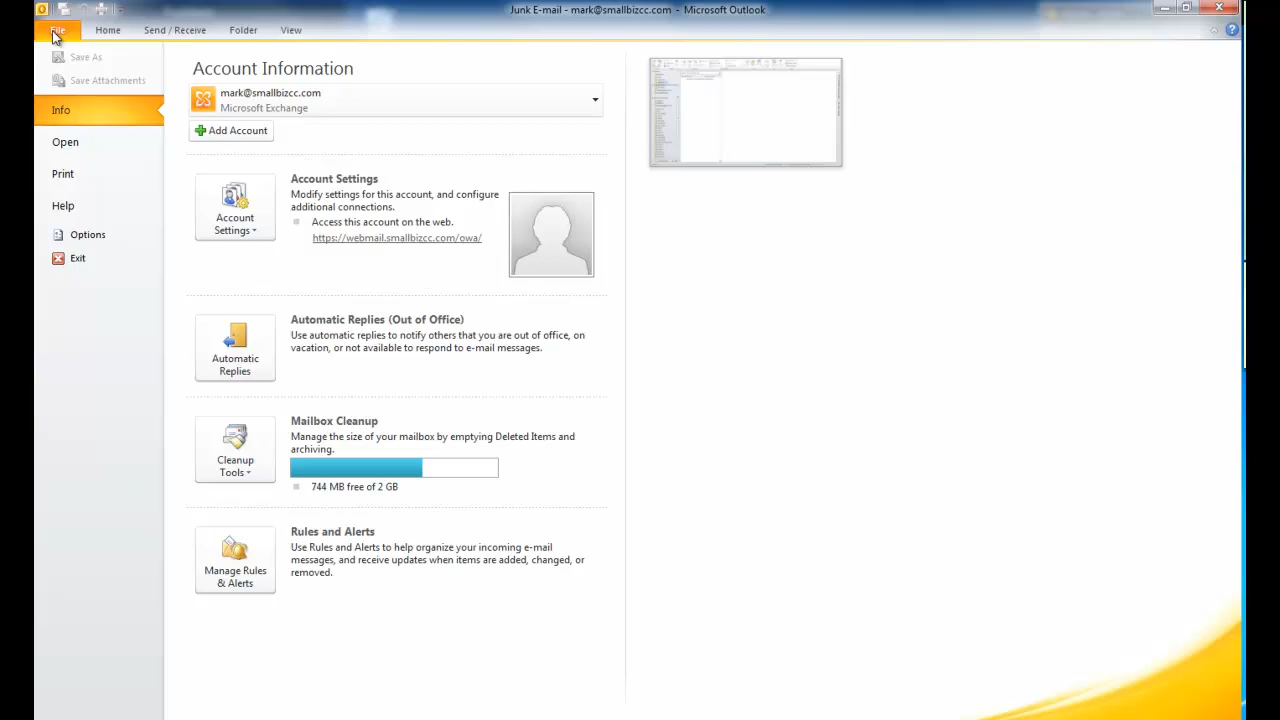 Junk E-mail - mark@smallbizcc.com - Microsoft Outlook
File Home Send / Receive Folder View
Save As
Save Attachments
Info
Open
Print
Help
Options
Exit
Account Information
mark@smallbizcc.com
Microsoft Exchange
Add Account
Account Settings
Account Settings
Modify settings for this account, and configure
additional connections.
Access this account on the web.
https://webmail.smallbizcc.com/owa/
Automatic Replies
Automatic Replies (Out of Office)
Use automatic replies to notify others that you are out of office, on
vacation, or not available to respond to e-mail messages.
Cleanup Tools
Mailbox Cleanup
Manage the size of your mailbox by emptying Deleted Items and
archiving.
744 MB free of 2 GB
Manage Rules & Alerts
Rules and Alerts
Use Rules and Alerts to help organize your incoming e-mail
messages, and receive updates when items are added, changed, or
removed.